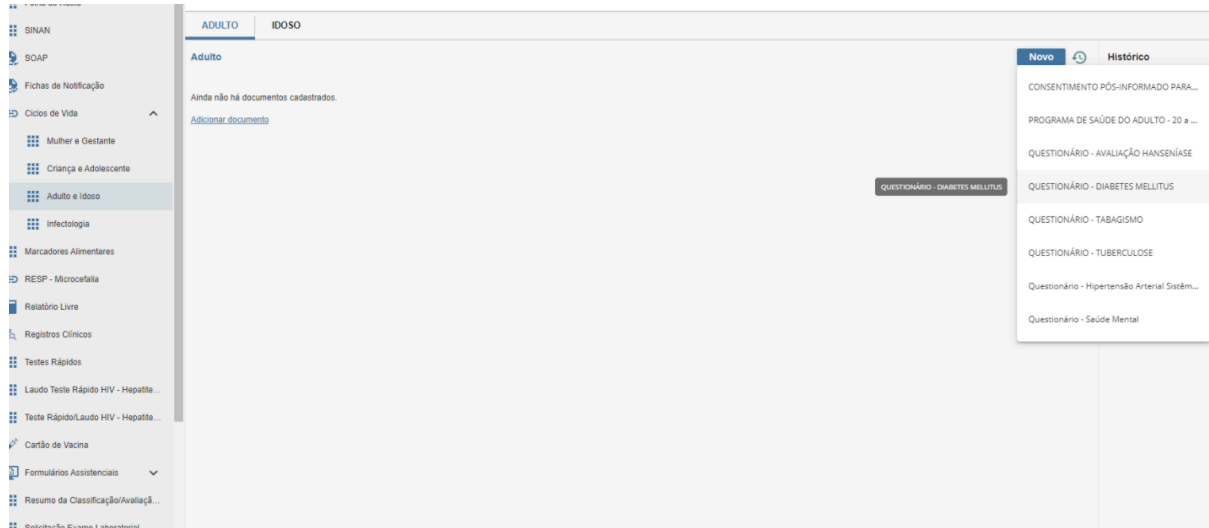 SINAN
SOAP
Fichas de Notificação
Ciclos de Vida
Mulher e Gestante
Criança e Adolescente
Adulto e Idoso
Infectologia
Marcadores Alimentares
RESP - Microcefalia
Relatório Livre
Registros Clínicos
Testes Rápidos
Laudo Teste Rápido HIV - Hepatite...
Teste Rápido/Laudo HIV - Hepatite...
Cartão de Vacina
Formulários Assistenciais
Resumo da Classificação/Avaliaçã...
Solicitação Exame Laboratorial
ADULTO IDOSO
Adulto
Ainda não há documentos cadastrados.
Adicionar documento
Novo
Histórico
CONSENTIMENTO PÓS-INFORMADO PARA...
PROGRAMA DE SAÚDE DO ADULTO - 20 a ...
QUESTIONÁRIO - AVALIAÇÃO HANSENÍASE
QUESTIONÁRIO - DIABETES MELLITUS
QUESTIONÁRIO - DIABETES MELLITUS
QUESTIONÁRIO - TABAGISMO
QUESTIONÁRIO - TUBERCULOSE
Questionário - Hipertensão Arterial Sistêm...
Questionário - Saúde Mental